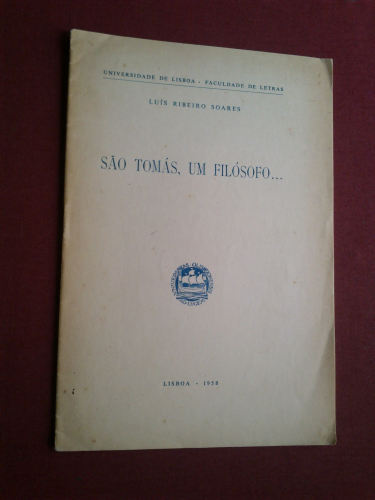 UNIVERSIDADE DE LISBOA - FACULDADE DE LETRAS
LUÍS RIBEIRO SOARES
SÃO TOMÁS, UM FILÓSOFO...
LISBOA - 1958